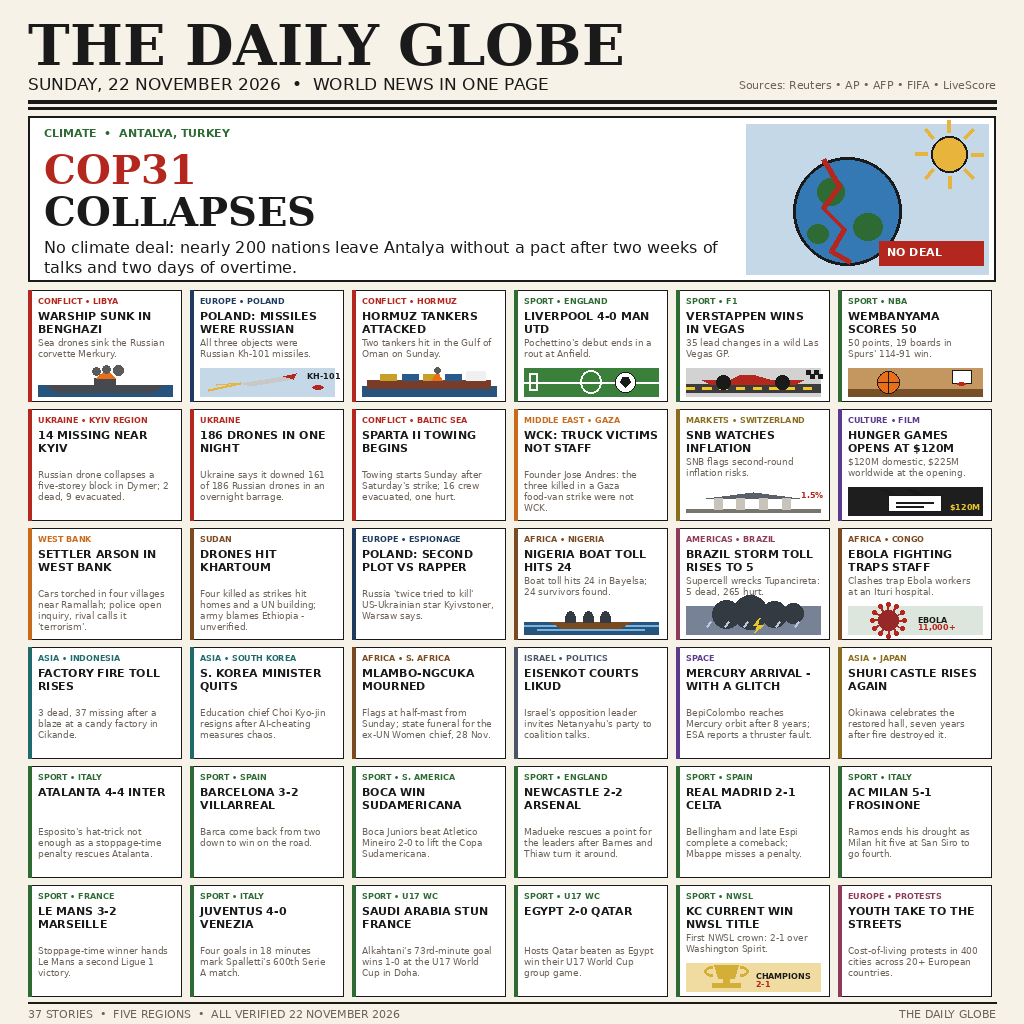 THE DAILY GLOBE
SUNDAY, 22 NOVEMBER 2026 • WORLD NEWS IN ONE PAGE
Sources: Reuters • AP • AFP • FIFA • LiveScore
CLIMATE • ANTALYA, TURKEY
COP31
COLLAPSES
No climate deal: nearly 200 nations leave Antalya without a pact after two weeks of
talks and two days of overtime.
NO DEAL
CONFLICT • LIBYA
WARSHIP SUNK IN
BENGHAZI
Sea drones sink the Russian
corvette Merkury.
EUROPE • POLAND
POLAND: MISSILES
WERE RUSSIAN
All three objects were
Russian Kh-101 missiles.
KH-101
CONFLICT • HORMUZ
HORMUZ TANKERS
ATTACKED
Two tankers hit in the Gulf of
Oman on Sunday.
SPORT • ENGLAND
LIVERPOOL 4-0 MAN
UTD
Pochettino's debut ends in a
rout at Anfield.
SPORT • F1
VERSTAPPEN WINS
IN VEGAS
35 lead changes in a wild Las
Vegas GP.
SPORT • NBA
WEMBANYAMA
SCORES 50
50 points, 19 boards in
Spurs' 114-91 win.
UKRAINE • KYIV REGION
14 MISSING NEAR
KYIV
Russian drone collapses a
five-storey block in Dymer; 2
dead, 9 evacuated.
UKRAINE
186 DRONES IN ONE
NIGHT
Ukraine says it downed 161
of 186 Russian drones in an
overnight barrage.
CONFLICT • BALTIC SEA
SPARTA II TOWING
BEGINS
Towing starts Sunday after
Saturday's strike; 16 crew
evacuated, one hurt.
MIDDLE EAST • GAZA
WCK: TRUCK VICTIMS
NOT STAFF
Founder Jose Andres: the
three killed in a Gaza
food-van strike were not
WCK.
MARKETS • SWITZERLAND
SNB WATCHES
INFLATION
SNB flags second-round
inflation risks.
1.5%
CULTURE • FILM
HUNGER GAMES
OPENS AT $120M
$120M domestic, $225M
worldwide at the opening.
$120M
WEST BANK
SETTLER ARSON IN
WEST BANK
Cars torched in four villages
near Ramallah; police open
inquiry, rival calls it
'terrorism'.
SUDAN
DRONES HIT
KHARTOUM
Four killed as strikes hit
homes and a UN building;
army blames Ethiopia -
unverified.
EUROPE • ESPIONAGE
POLAND: SECOND
PLOT VS RAPPER
Russia 'twice tried to kill'
US-Ukrainian star Kyivstoner,
Warsaw says.
AFRICA • NIGERIA
NIGERIA BOAT TOLL
HITS 24
Boat toll hits 24 in Bayelsa;
24 survivors found.
AMERICAS • BRAZIL
BRAZIL STORM TOLL
RISES TO 5
Supercell wrecks Tupancireta:
5 dead, 265 hurt.
AFRICA • CONGO
EBOLA FIGHTING
TRAPS STAFF
Clashes trap Ebola workers
at an Ituri hospital.
EBOLA
11,000+
ASIA • INDONESIA
FACTORY FIRE TOLL
RISES
3 dead, 37 missing after a
blaze at a candy factory in
Cikande.
ASIA • SOUTH KOREA
S. KOREA MINISTER
QUITS
Education chief Choi Kyo-jin
resigns after AI-cheating
measures chaos.
AFRICA • S. AFRICA
MLAMBO-NGCUKA
MOURNED
Flags at half-mast from
Sunday; state funeral for the
ex-UN Women chief, 28 Nov.
ISRAEL • POLITICS
EISENKOT COURTS
LIKUD
Israel's opposition leader
invites Netanyahu's party to
coalition talks.
SPACE
MERCURY ARRIVAL -
WITH A GLITCH
BepiColombo reaches
Mercury orbit after 8 years;
ESA reports a thruster fault.
ASIA • JAPAN
SHURI CASTLE RISES
AGAIN
Okinawa celebrates the
restored hall, seven years
after fire destroyed it.
SPORT • ITALY
ATALANTA 4-4 INTER
Esposito's hat-trick not
enough as a stoppage-time
penalty rescues Atalanta.
SPORT • SPAIN
BARCELONA 3-2
VILLARREAL
Barca come back from two
down to win on the road.
SPORT • S. AMERICA
BOCA WIN
SUDAMERICANA
Boca Juniors beat Atletico
Mineiro 2-0 to lift the Copa
Sudamericana.
SPORT • ENGLAND
NEWCASTLE 2-2
ARSENAL
Madueke rescues a point for
the leaders after Barnes and
Thiaw turn it around.
SPORT • SPAIN
REAL MADRID 2-1
CELTA
Bellingham and late Espi
complete a comeback;
Mbappe misses a penalty.
SPORT • ITALY
AC MILAN 5-1
FROSINONE
Ramos ends his drought as
Milan hit five at San Siro to
go fourth.
SPORT • FRANCE
LE MANS 3-2
MARSEILLE
Stoppage-time winner hands
Le Mans a second Ligue 1
victory.
SPORT • ITALY
JUVENTUS 4-0
VENEZIA
Four goals in 18 minutes
mark Spalletti's 600th Serie
A match.
SPORT • U17 WC
SAUDI ARABIA STUN
FRANCE
Alkahtani's 73rd-minute goal
wins 1-0 at the U17 World
Cup in Doha.
SPORT • U17 WC
EGYPT 2-0 QATAR
Hosts Qatar beaten as Egypt
win their U17 World Cup
group game.
SPORT • NWSL
KC CURRENT WIN
NWSL TITLE
First NWSL crown: 2-1 over
Washington Spirit.
CHAMPIONS
2-1
EUROPE • PROTESTS
YOUTH TAKE TO THE
STREETS
Cost-of-living protests in 400
cities across 20+ European
countries.
37 STORIES • FIVE REGIONS • ALL VERIFIED 22 NOVEMBER 2026
THE DAILY GLOBE